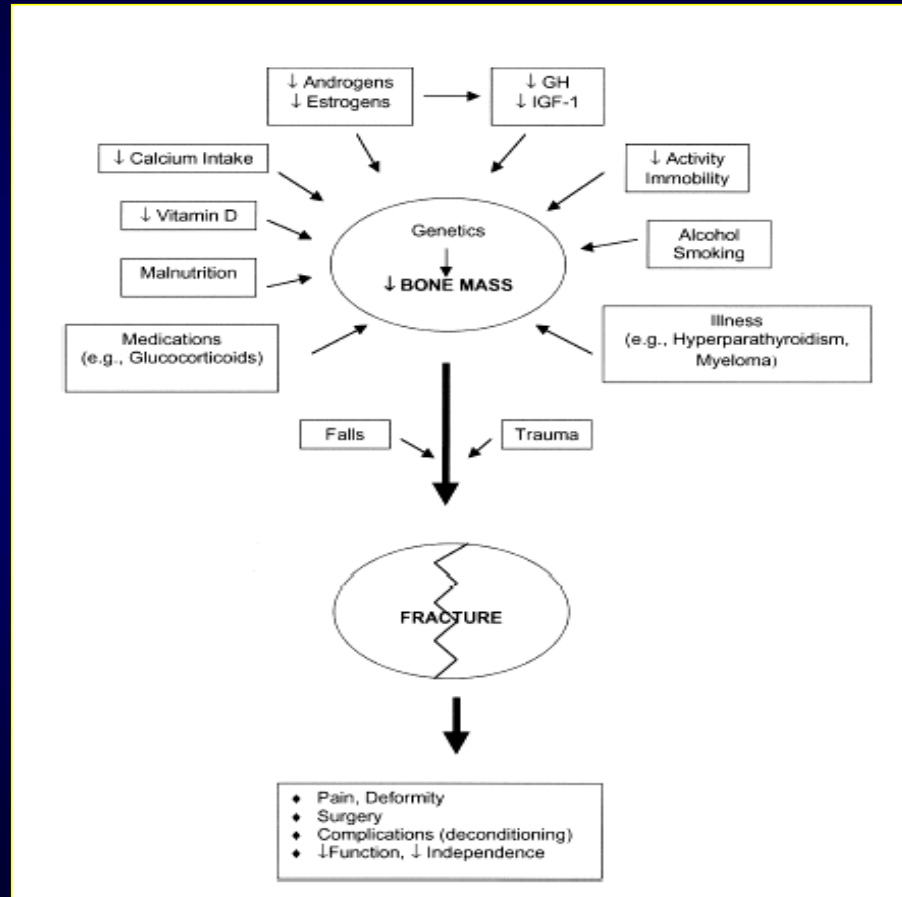 ↓ Androgens
↓ Estrogens
↓ GH
↓ IGF-1
↓ Calcium Intake
↓ Activity
Immobility
↓ Vitamin D
Genetics
↓ BONE MASS
Alcohol
Smoking
Malnutrition
Medications
(e.g., Glucocorticoids)
Illness
(e.g., Hyperparathyroidism,
Myeloma)
Falls
Trauma
FRACTURE
♦ Pain, Deformity
♦ Surgery
♦ Complications (deconditioning)
♦ ↓Function, ↓ Independence